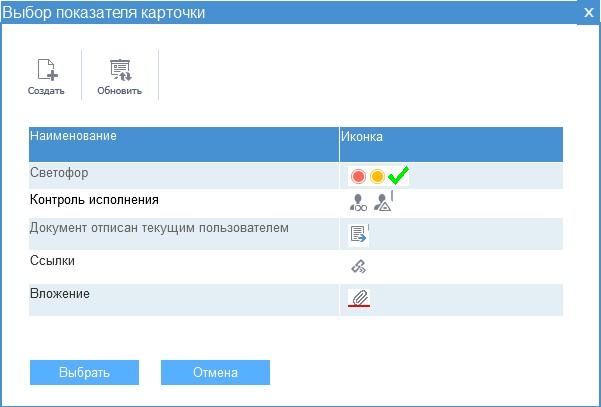 Выбор показателя карточки
x
Создать
Обновить
Наименование
Иконка
Светофор
Контроль исполнения
Документ отписан текущим пользователем
Ссылки
Вложение
Выбрать
Отмена